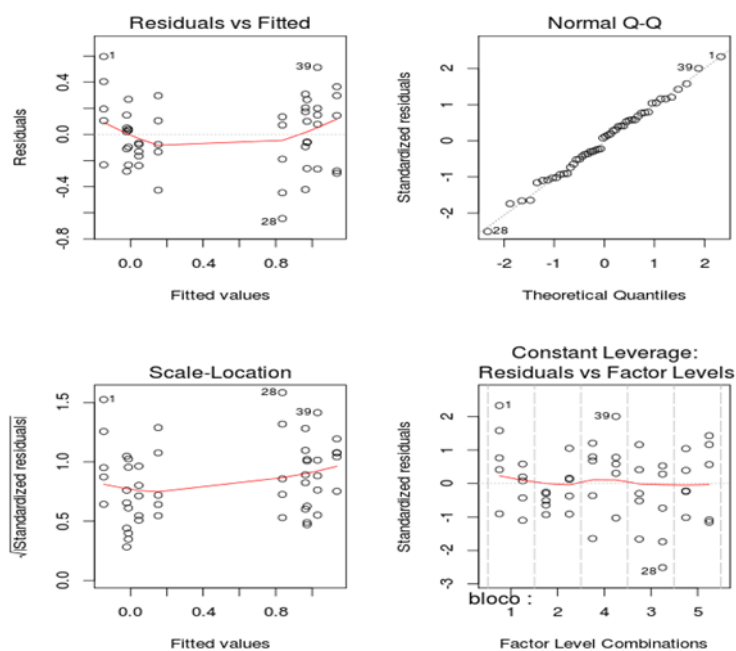 Residuals vs Fitted
Residuals
0.4
0.0
-0.4
-0.8
1
39
28
0.0 0.4 0.8
Fitted values
Normal Q-Q
Standardized residuals
2
1
0
-1
-2
1
39
28
-2 -1 0 1 2
Theoretical Quantiles
Scale-Location
√|Standardized residuals|
1.5
1.0
0.5
0.0
1
28
39
0.0 0.4 0.8
Fitted values
Constant Leverage:
Residuals vs Factor Levels
Standardized residuals
2
1
0
-1
-2
-3
1
39
28
bloco :
1 2 4 3 5
Factor Level Combinations